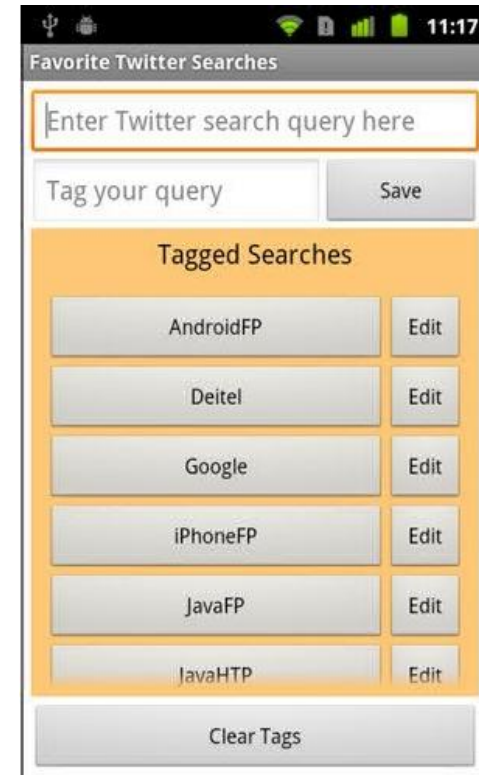 11:17
Favorite Twitter Searches
Enter Twitter search query here
Tag your query Save
Tagged Searches
AndroidFP Edit
Deitel Edit
Google Edit
iPhoneFP Edit
JavaFP Edit
JavaHTP Edit
Clear Tags